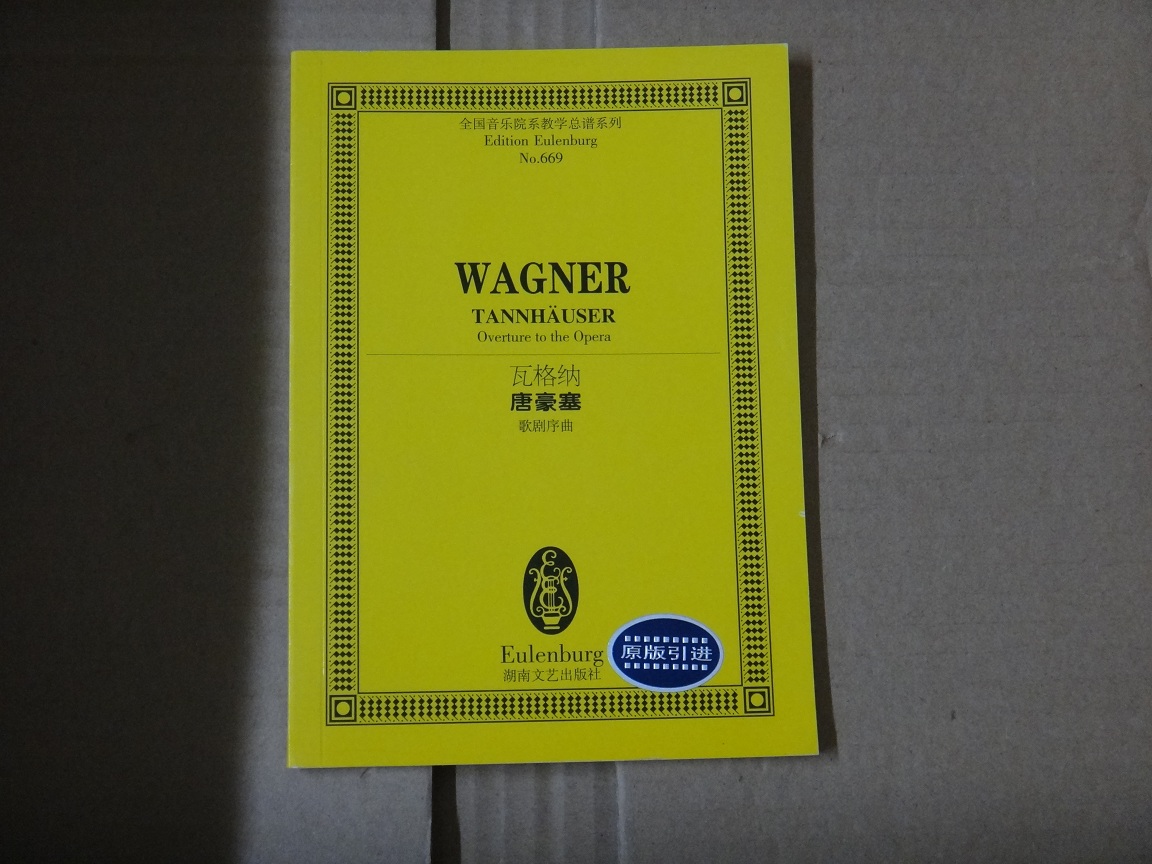 全国音乐院系教学总谱系列
Edition Eulenburg
No.669
WAGNER
TANNHÄUSER
Overture to the Opera
瓦格纳
唐豪塞
歌剧序曲
Eulenburg
湖南文艺出版社
原版引进